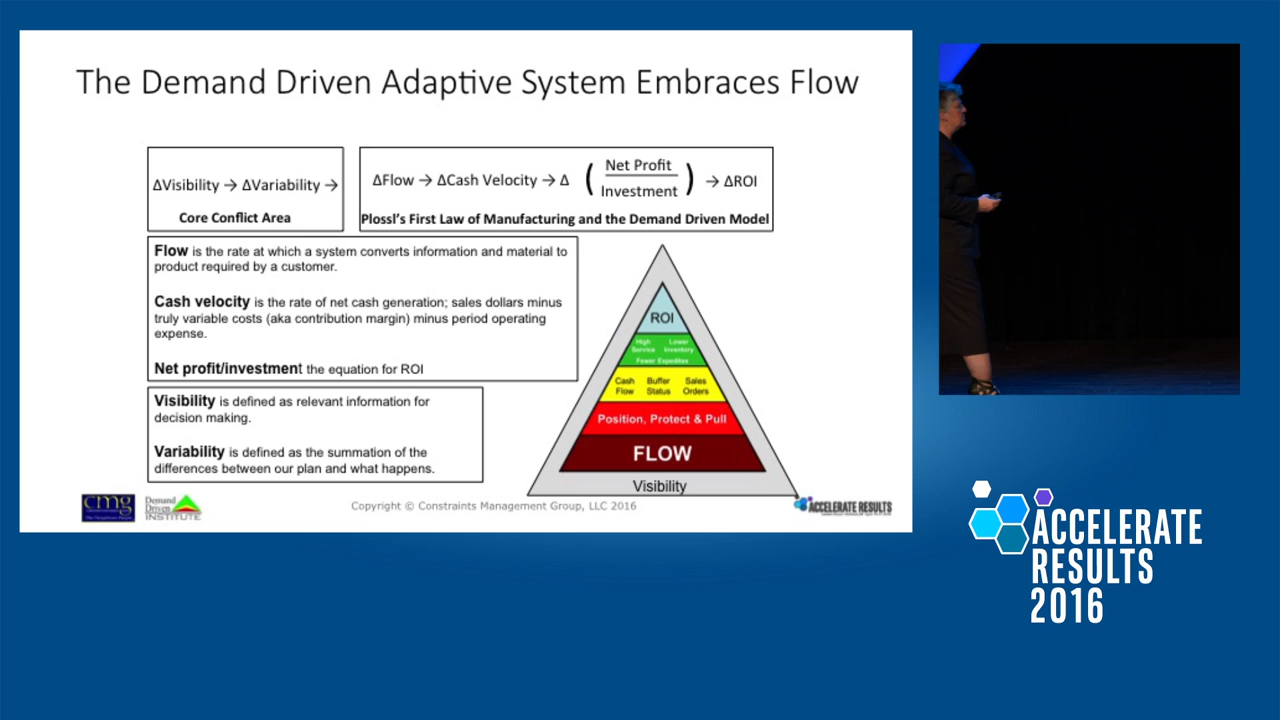 The Demand Driven Adaptive System Embraces Flow
ΔVisibility → ΔVariability →
Core Conflict Area
ΔFlow → ΔCash Velocity → Δ ( Net Profit
Investment ) → ΔROI
Plossl's First Law of Manufacturing and the Demand Driven Model
Flow is the rate at which a system converts information and material to
product required by a customer.
Cash velocity is the rate of net cash generation; sales dollars minus
truly variable costs (aka contribution margin) minus period operating
expense.
Net profit/investment the equation for ROI
Visibility is defined as relevant information for
decision making.
Variability is defined as the summation of the
differences between our plan and what happens.
ROI
High Lower
Service Inventory
Fewer Expedites
Cash Buffer Sales
Flow Status Orders
Position, Protect & Pull
FLOW
Visibility
cmg
Demand
Driven
INSTITUTE
Copyright © Constraints Management Group, LLC 2016
ACCELERATE RESULTS
ACCELERATE
RESULTS
2016